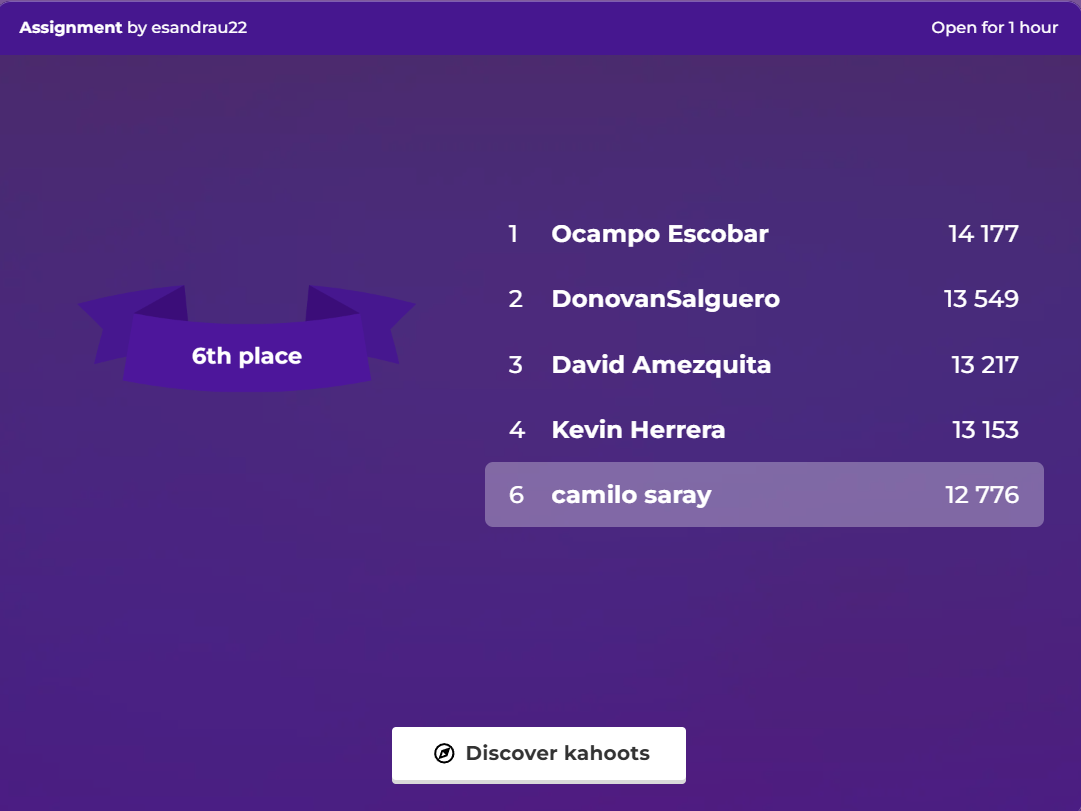 Assignment by esandrau22
Open for 1 hour
6th place
1 Ocampo Escobar 14 177
2 DonovanSalguero 13 549
3 David Amezquita 13 217
4 Kevin Herrera 13 153
6 camilo saray 12 776
Discover kahoots